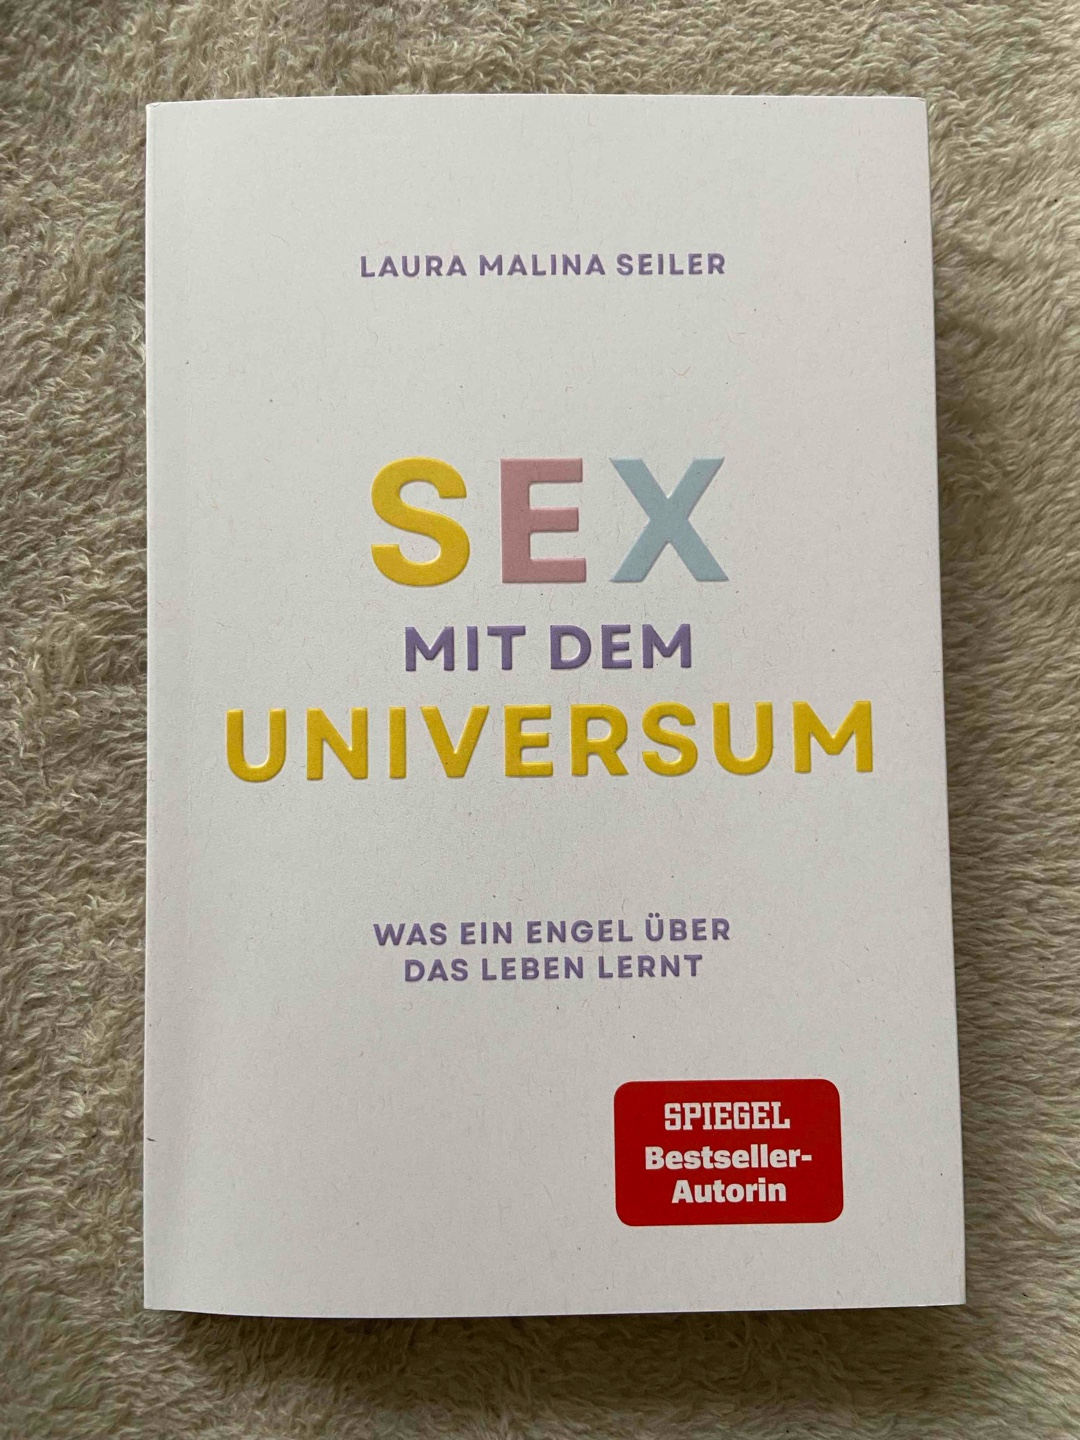 LAURA MALINA SEILER
SEX
MIT DEM
UNIVERSUM
WAS EIN ENGEL ÜBER
DAS LEBEN LERNT
SPIEGEL
Bestseller-
Autorin